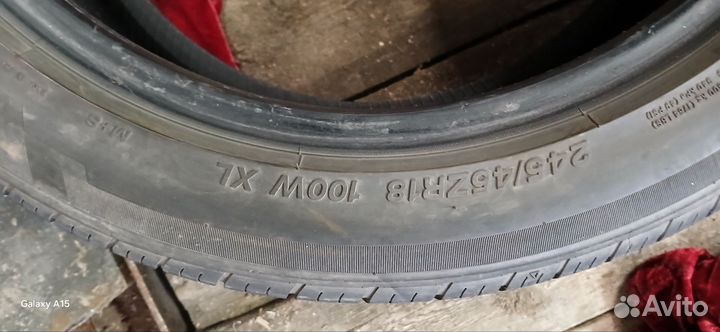 245/45ZR18 100W XL
M+S
Galaxy A15
Avito